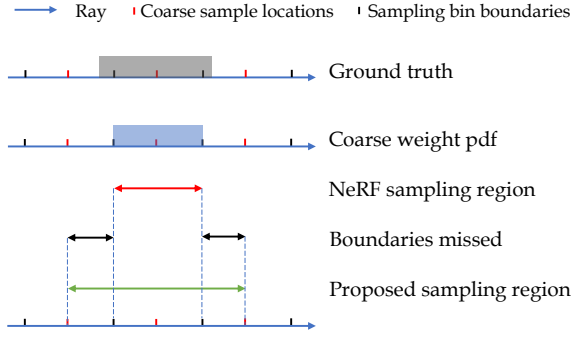 Ray Coarse sample locations Sampling bin boundaries
Ground truth
Coarse weight pdf
NeRF sampling region
Boundaries missed
Proposed sampling region